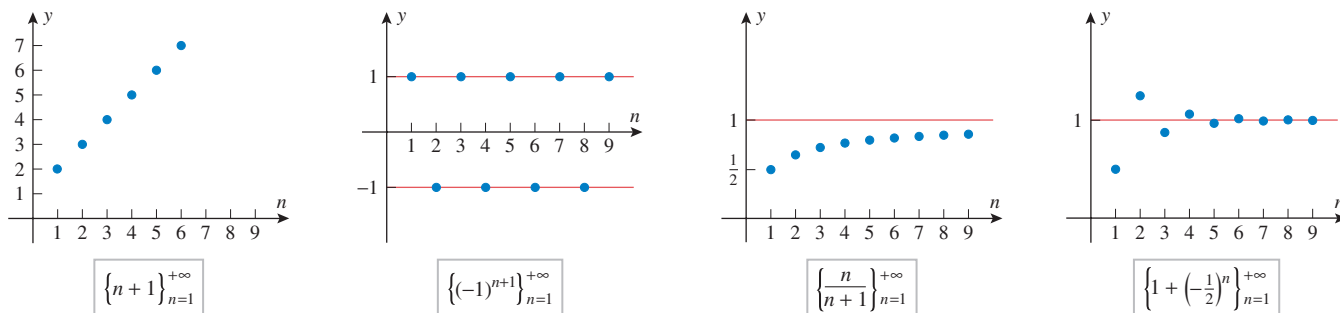 y
7
6
5
4
3
2
1
n
1 2 3 4 5 6 7 8 9
{n + 1}_{n=1}^{+∞}
y
1
n
1 2 3 4 5 6 7 8 9
−1
{(−1)^{n+1}}_{n=1}^{+∞}
y
1
1/2
n
1 2 3 4 5 6 7 8 9
{n/(n + 1)}_{n=1}^{+∞}
y
1
n
1 2 3 4 5 6 7 8 9
{1 + (−1/2)^n}_{n=1}^{+∞}